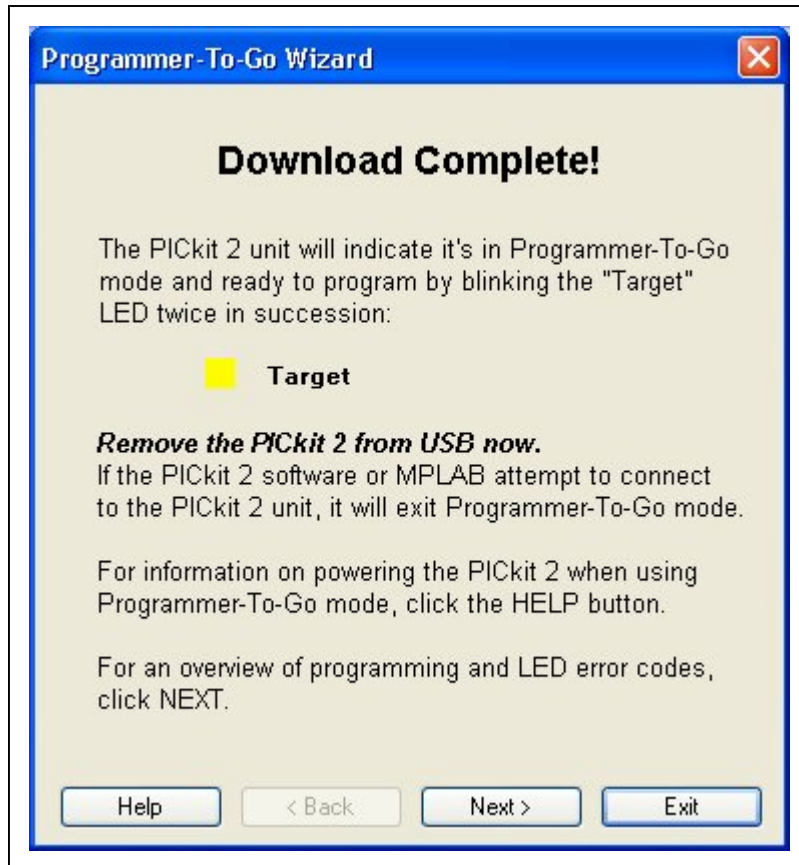 Programmer-To-Go Wizard
Download Complete!
The PICkit 2 unit will indicate it's in Programmer-To-Go
mode and ready to program by blinking the "Target"
LED twice in succession:
Target
Remove the PICkit 2 from USB now.
If the PICkit 2 software or MPLAB attempt to connect
to the PICkit 2 unit, it will exit Programmer-To-Go mode.
For information on powering the PICkit 2 when using
Programmer-To-Go mode, click the HELP button.
For an overview of programming and LED error codes,
click NEXT.
Help < Back Next > Exit